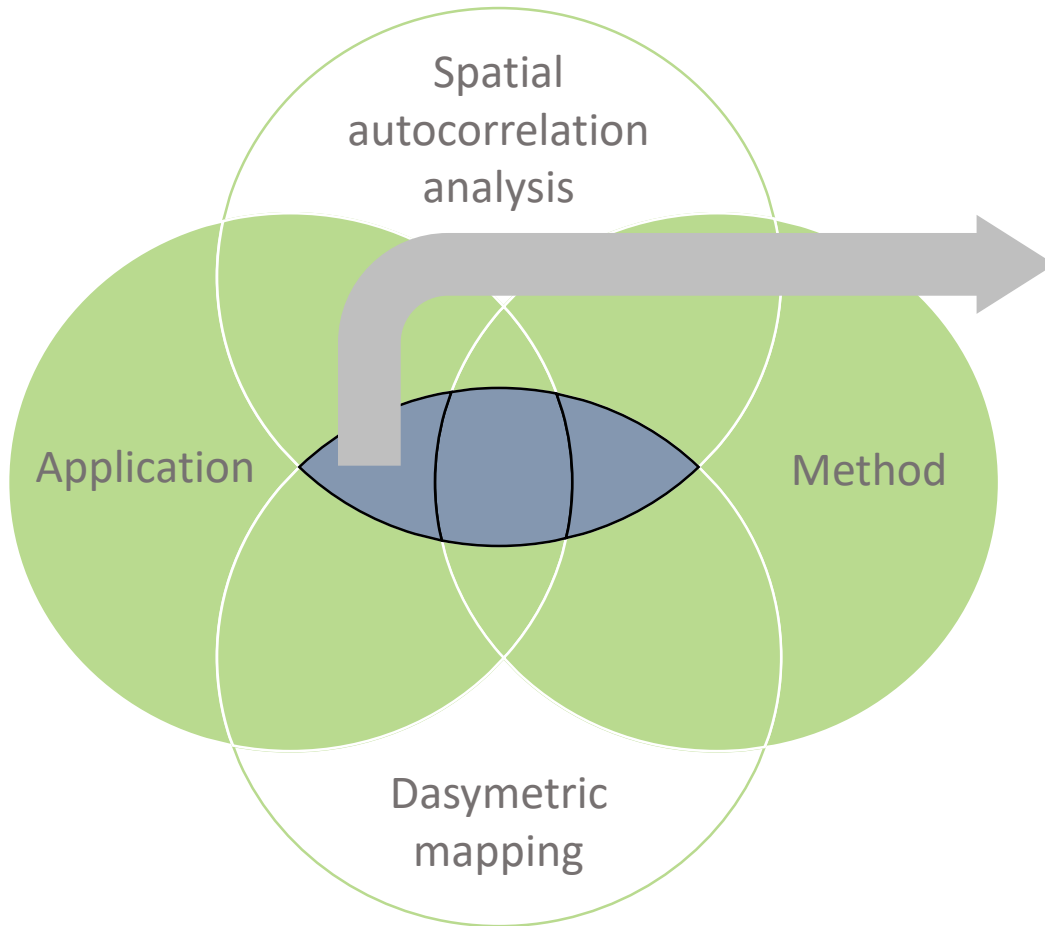 Spatial
autocorrelation
analysis
Application
Method
Dasymetric
mapping